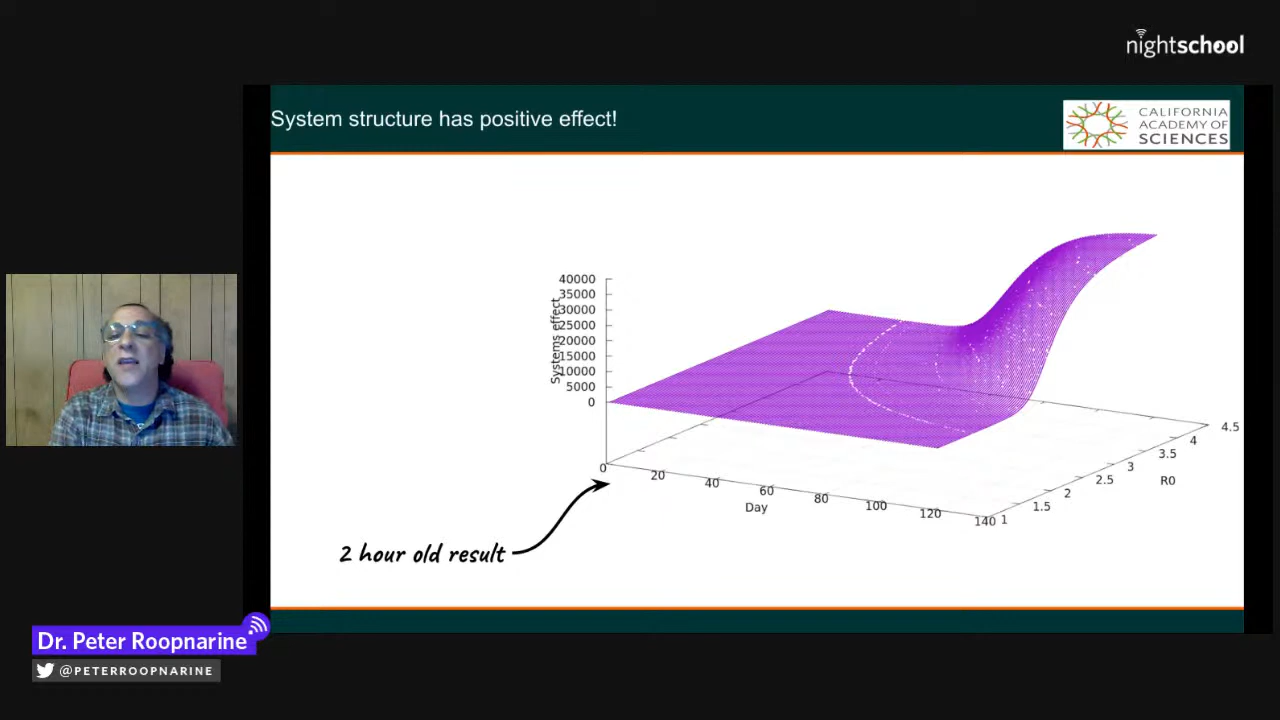 nightschool
System structure has positive effect!
CALIFORNIA
ACADEMY OF
SCIENCES
40000
35000
30000
25000
20000
15000
10000
5000
0
Systems effect
0
20
40
60
80
100
120
140
Day
1
1.5
2
2.5
3
3.5
4
4.5
R0
2 hour old result
Dr. Peter Roopnarine
@PETERROOPNARINE